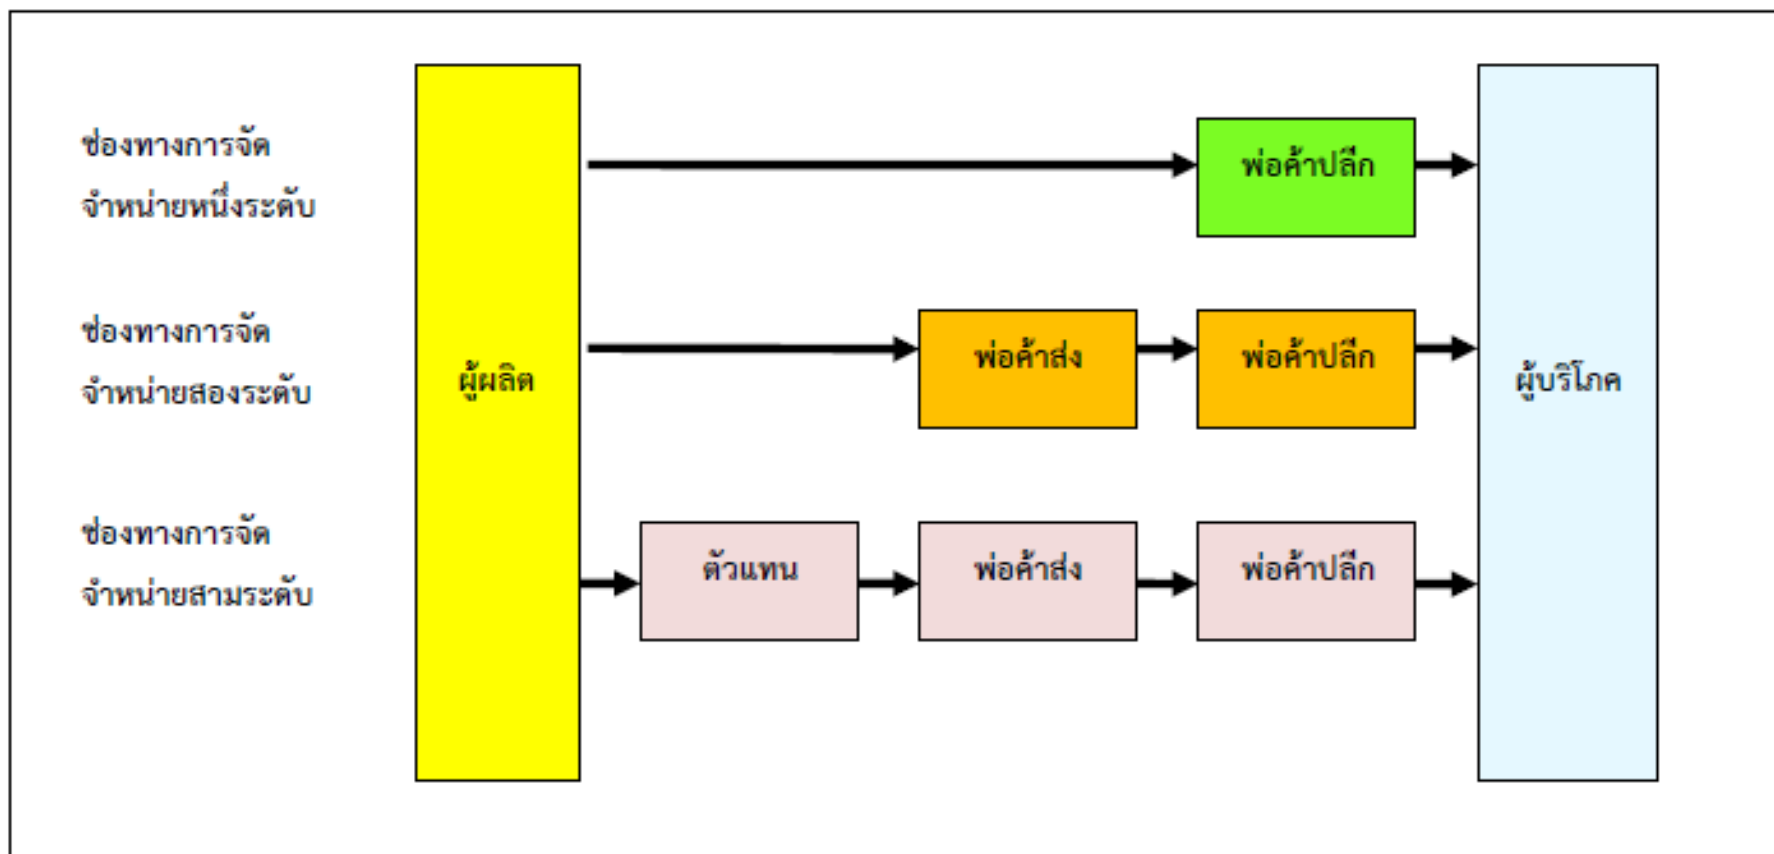 ช่องทางการจัด
จำหน่ายหนึ่งระดับ
พ่อค้าปลีก
ช่องทางการจัด
จำหน่ายสองระดับ
ผู้ผลิต
พ่อค้าส่ง
พ่อค้าปลีก
ผู้บริโภค
ช่องทางการจัด
จำหน่ายสามระดับ
ตัวแทน
พ่อค้าส่ง
พ่อค้าปลีก